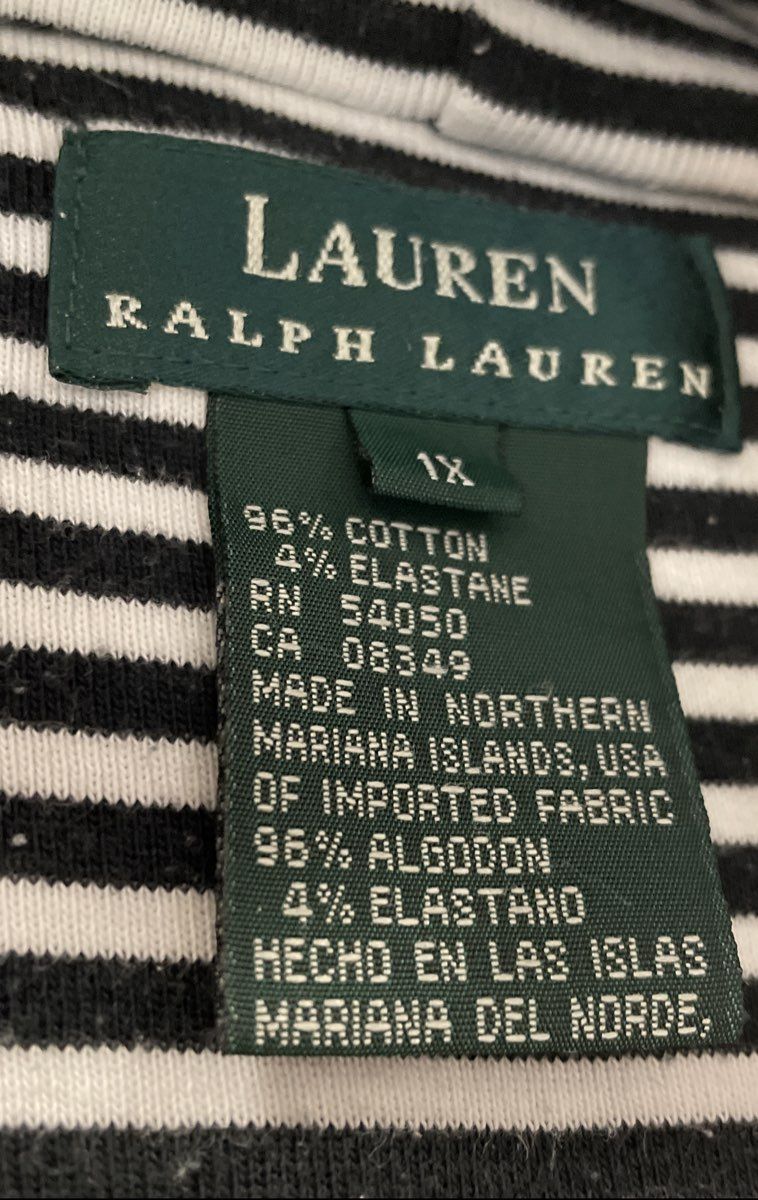 LAUREN
RALPH LAUREN
1X
96% COTTON
4% ELASTANE
RN 54050
CA 08349
MADE IN NORTHERN
MARIANA ISLANDS, USA
OF IMPORTED FABRIC
96% ALGODON
4% ELASTANO
HECHO EN LAS ISLAS
MARIANA DEL NORDE,